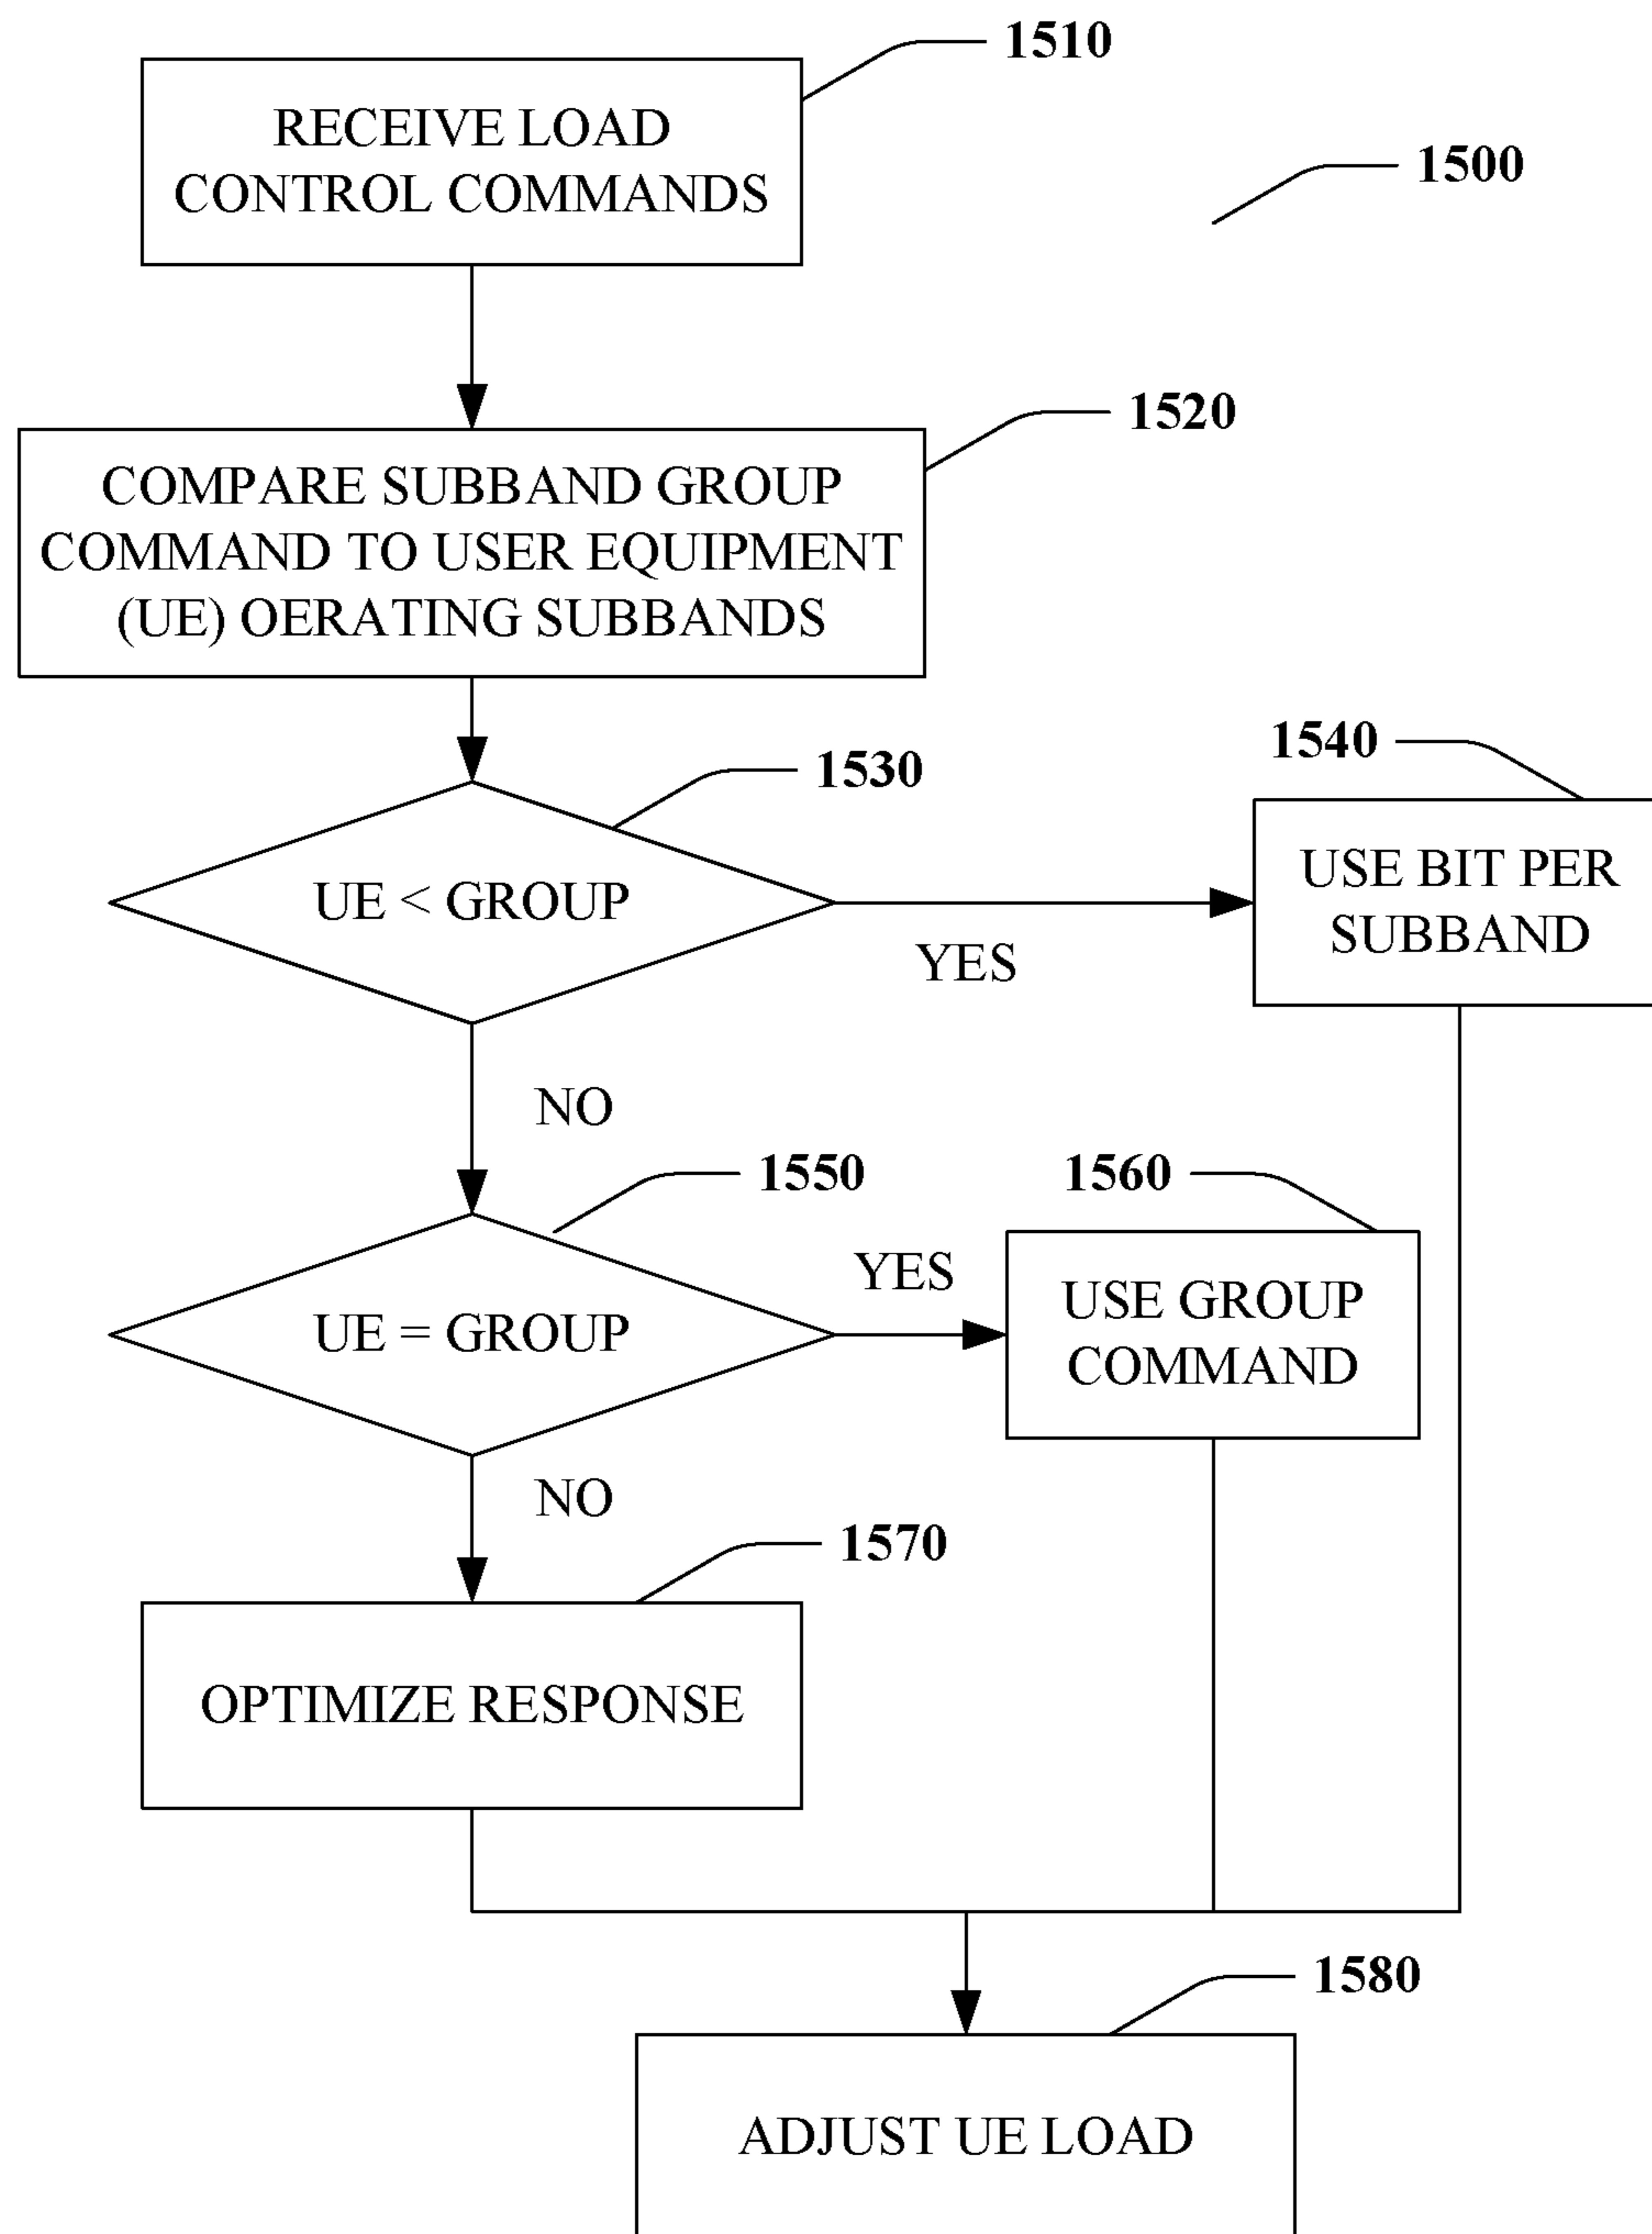 1510
RECEIVE LOAD
CONTROL COMMANDS
1500
1520
COMPARE SUBBAND GROUP
COMMAND TO USER EQUIPMENT
(UE) OERATING SUBBANDS
1530
1540
UE < GROUP
YES
USE BIT PER
SUBBAND
NO
1550
1560
UE = GROUP
YES
USE GROUP
COMMAND
NO
1570
OPTIMIZE RESPONSE
1580
ADJUST UE LOAD